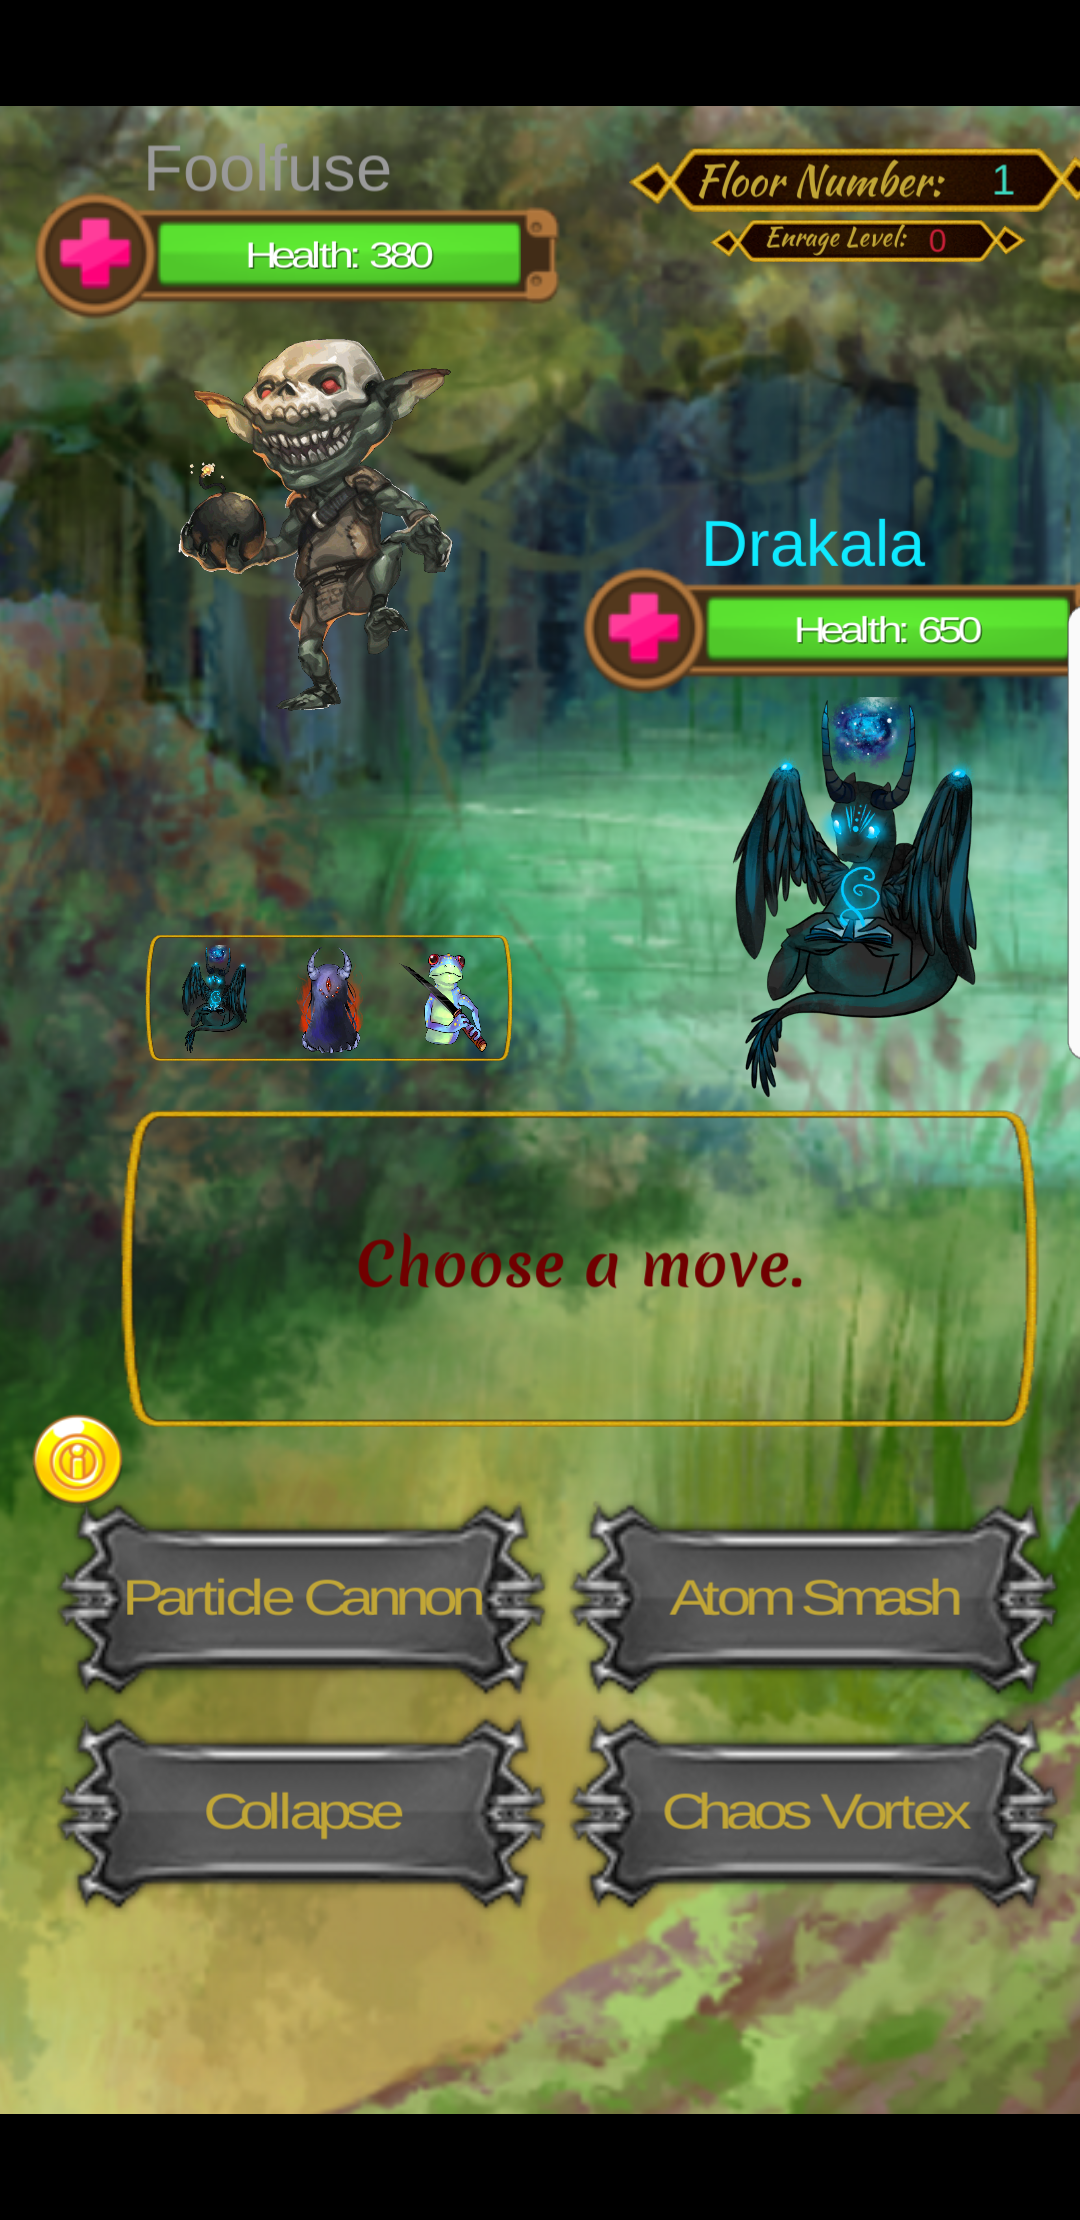 Foolfuse
Floor Number: 1
Health: 380
Enrage Level: 0
Drakala
Health: 650
Choose a move.
Particle Cannon
Atom Smash
Collapse
Chaos Vortex